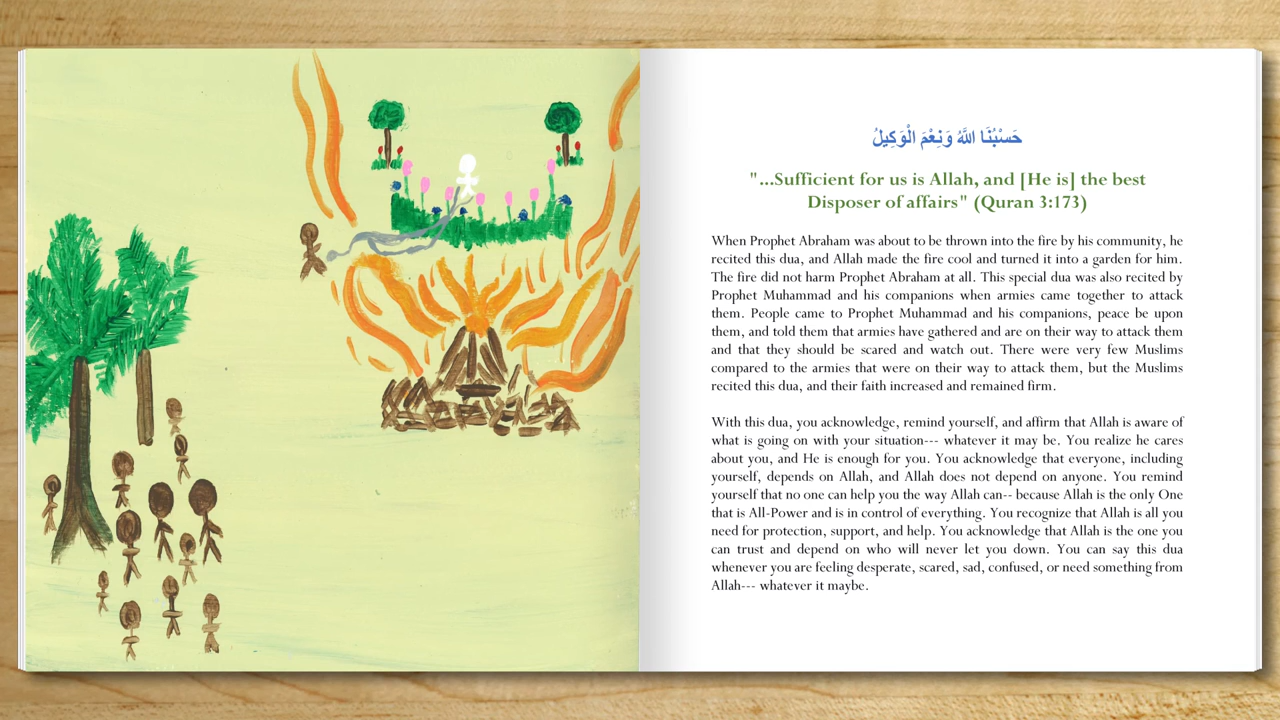 حَسْبُنَا اللَّهُ وَنِعْمَ الْوَكِيلُ
"...Sufficient for us is Allah, and [He is] the best
Disposer of affairs" (Quran 3:173)
When Prophet Abraham was about to be thrown into the fire by his community, he
recited this dua, and Allah made the fire cool and turned it into a garden for him.
The fire did not harm Prophet Abraham at all. This special dua was also recited by
Prophet Muhammad and his companions when armies came together to attack
them. People came to Prophet Muhammad and his companions, peace be upon
them, and told them that armies have gathered and are on their way to attack them
and that they should be scared and watch out. There were very few Muslims
compared to the armies that were on their way to attack them, but the Muslims
recited this dua, and their faith increased and remained firm.
With this dua, you acknowledge, remind yourself, and affirm that Allah is aware of
what is going on with your situation--- whatever it may be. You realize he cares
about you, and He is enough for you. You acknowledge that everyone, including
yourself, depends on Allah, and Allah does not depend on anyone. You remind
yourself that no one can help you the way Allah can-- because Allah is the only One
that is All-Power and is in control of everything. You recognize that Allah is all you
need for protection, support, and help. You acknowledge that Allah is the one you
can trust and depend on who will never let you down. You can say this dua
whenever you are feeling desperate, scared, sad, confused, or need something from
Allah--- whatever it maybe.